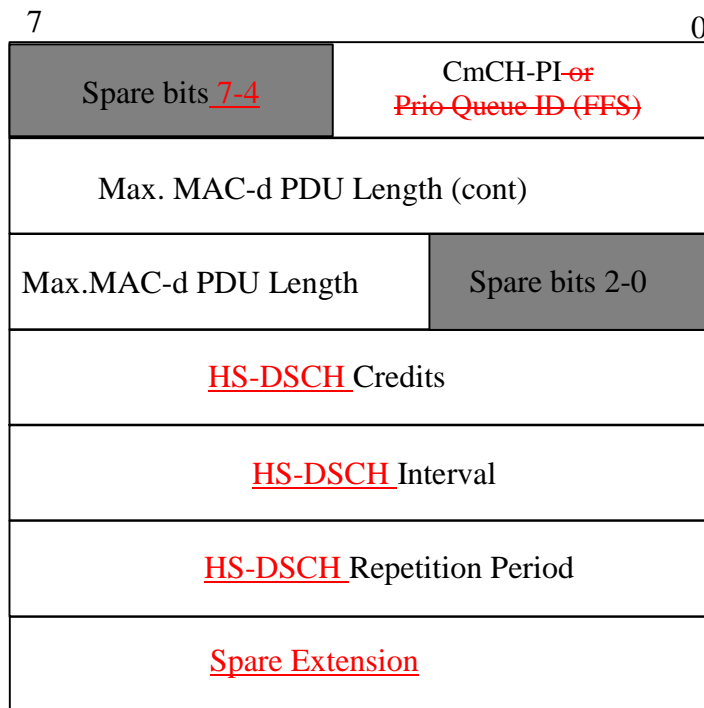 7 0
Spare bits 7-4
CmCH-PI or
Prio Queue ID (FFS)
Max. MAC-d PDU Length (cont)
Max.MAC-d PDU Length
Spare bits 2-0
HS-DSCH Credits
HS-DSCH Interval
HS-DSCH Repetition Period
Spare Extension